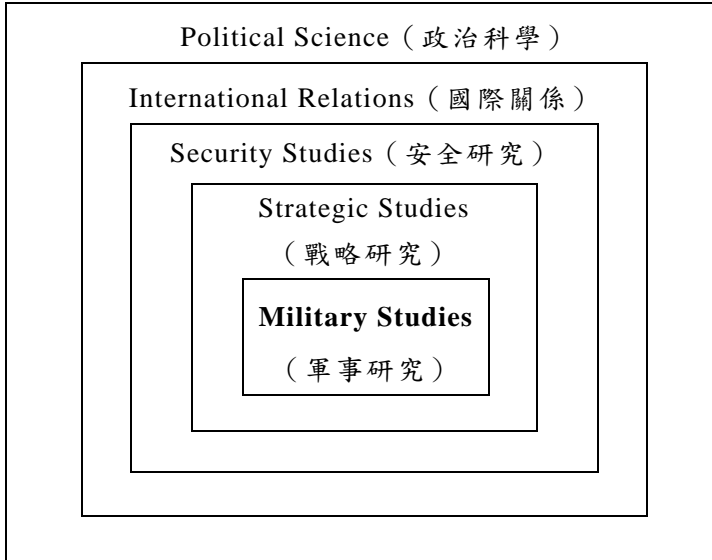 Political Science（政治科學）
International Relations（國際關係）
Security Studies（安全研究）
Strategic Studies
（戰略研究）
Military Studies
（軍事研究）